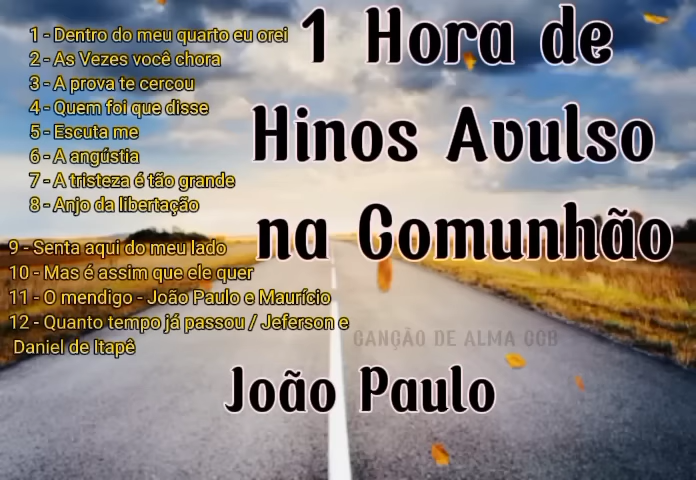 1 - Dentro do meu quarto eu orei
2 - As Vezes você chora
3 - A prova te cercou
4 - Quem foi que disse
5 - Escuta me
6 - A angústia
7 - A tristeza é tão grande
8 - Anjo da libertação
9 - Senta aqui do meu lado
10 - Mas é assim que ele quer
11 - O mendigo - João Paulo e Maurício
12 - Quanto tempo já passou / Jeferson e
Daniel de Itapê
1 Hora de
Hinos Avulso
na Comunhão
CANÇÃO DE ALMA CCB
João Paulo